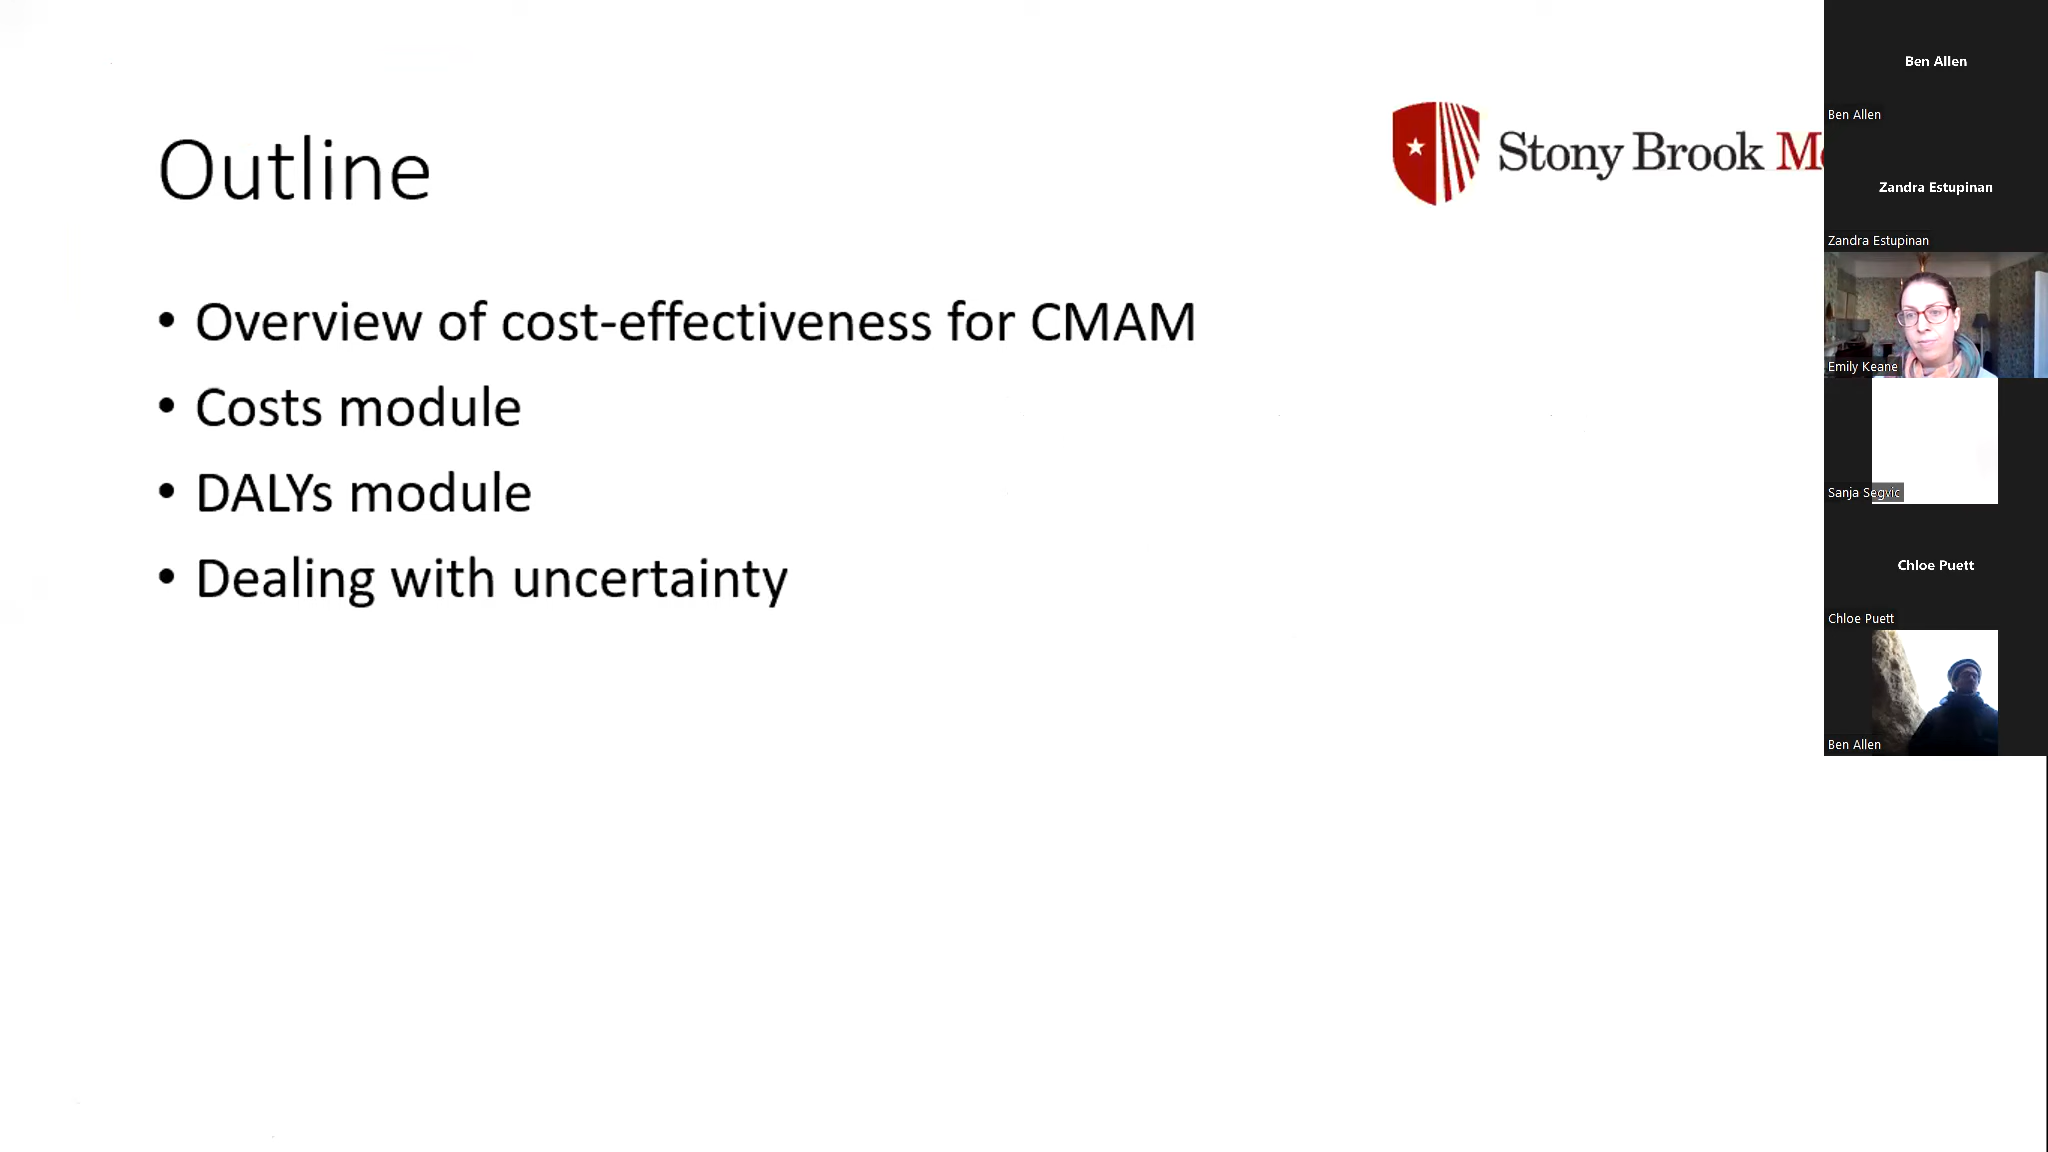 Outline
Stony Brook
• Overview of cost-effectiveness for CMAM
• Costs module
• DALYs module
• Dealing with uncertainty
Ben Allen
Ben Allen
Zandra Estupinan
Zandra Estupinan
Emily Keane
Sanja Segvic
Chloe Puett
Chloe Puett
Ben Allen